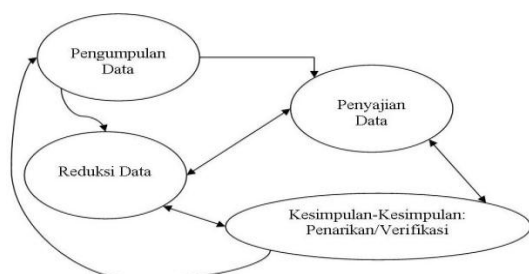 Pengumpulan
Data
Penyajian
Data
Reduksi Data
Kesimpulan-Kesimpulan:
Penarikan/Verifikasi